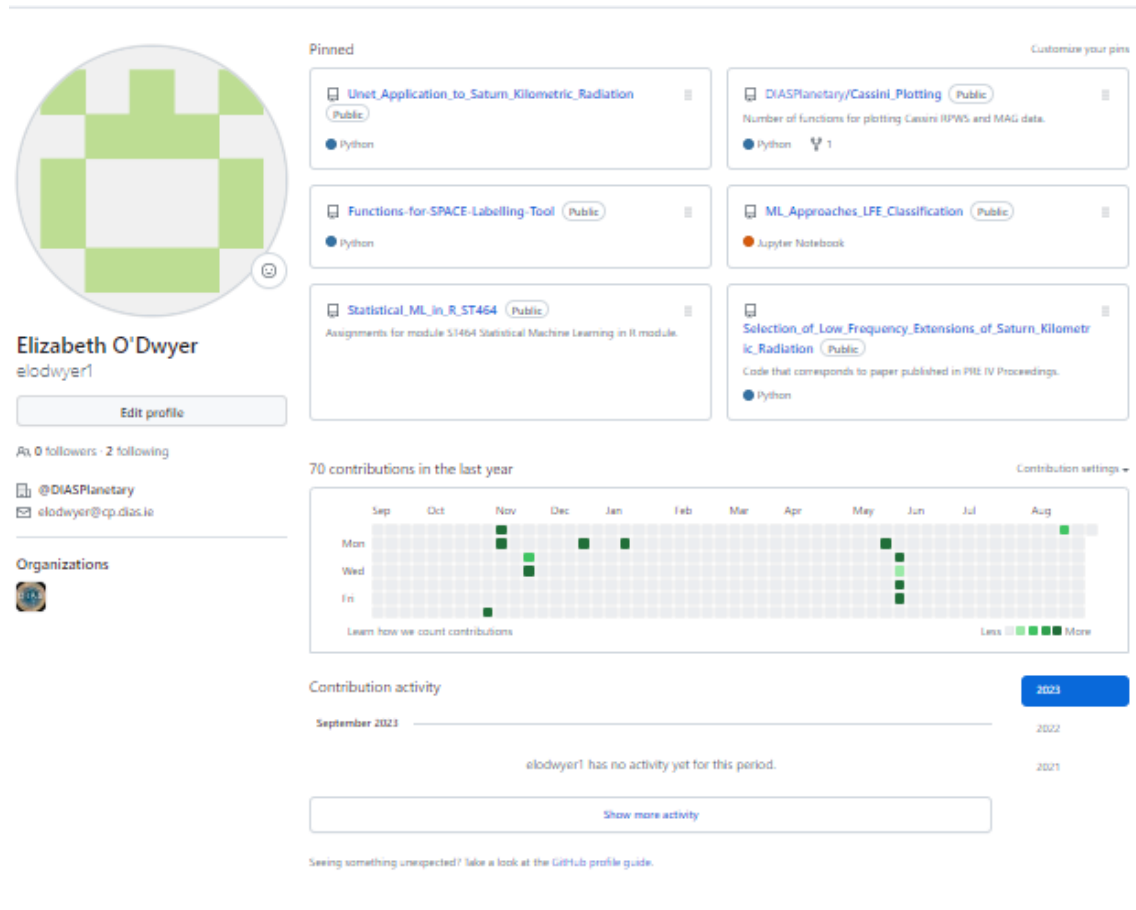 Elizabeth O'Dwyer
elodwyer1
Edit profile
0 followers · 2 following
@DIASPlanetary
elodwyer@cp.dias.ie
Organizations
Pinned
Customize your pins
Unet_Application_to_Saturn_Kilometric_Radiation
Public
Python
DIASPlanetary/Cassini_Plotting Public
Number of functions for plotting Cassini RPWS and MAG data.
Python 1
Functions-for-SPACE-Labelling-Tool Public
Python
ML_Approaches_LFE_Classification Public
Jupyter Notebook
Statistical_ML_in_R_ST464 Public
Assignments for module ST464 Statistical Machine Learning in R module.
Selection_of_Low_Frequency_Extensions_of_Saturn_Kilometr
ic_Radiation Public
Code that corresponds to paper published in PRE IV Proceedings.
Python
70 contributions in the last year
Contribution settings
Sep Oct Nov Dec Jan Feb Mar Apr May Jun Jul Aug
Mon
Wed
Fri
Learn how we count contributions
Less More
Contribution activity
2023
2022
2021
September 2023
elodwyer1 has no activity yet for this period.
Show more activity
Seeing something unexpected? Take a look at the GitHub profile guide.